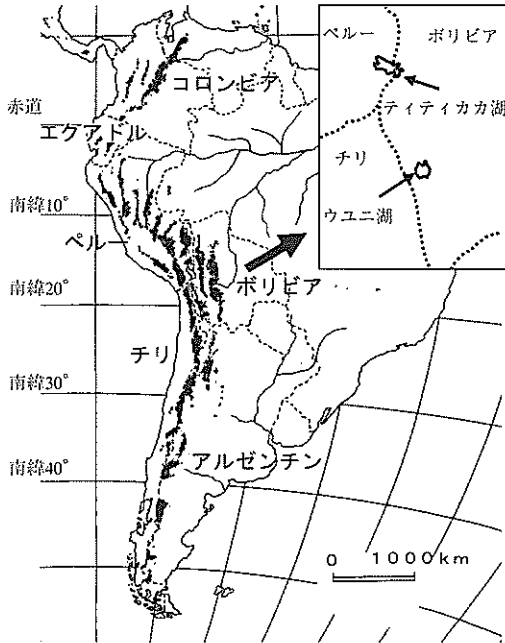 ペルー ボリビア
コロンビア
ティティカカ湖
赤道
エクアドル
チリ
ウユニ湖
南緯10°
ペルー
南緯20°
ボリビア
チリ
南緯30°
アルゼンチン
南緯40°
0 1000km